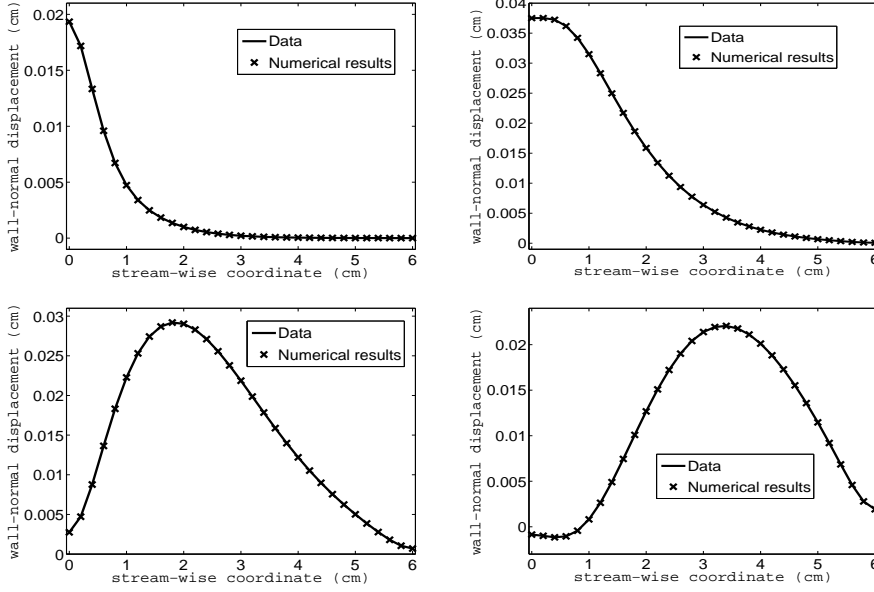 0.02
0.015
0.01
0.005
0
wall-normal displacement (cm)
Data
Numerical results
0 1 2 3 4 5 6
stream-wise coordinate (cm)
0.04
0.035
0.03
0.025
0.02
0.015
0.01
0.005
0
wall-normal displacement (cm)
Data
Numerical results
0 1 2 3 4 5 6
stream-wise coordinate (cm)
0.03
0.025
0.02
0.015
0.01
0.005
0
wall-normal displacement (cm)
Data
Numerical results
0 1 2 3 4 5 6
stream-wise coordinate (cm)
0.02
0.015
0.01
0.005
0
wall-normal displacement (cm)
Data
Numerical results
0 1 2 3 4 5 6
stream-wise coordinate (cm)